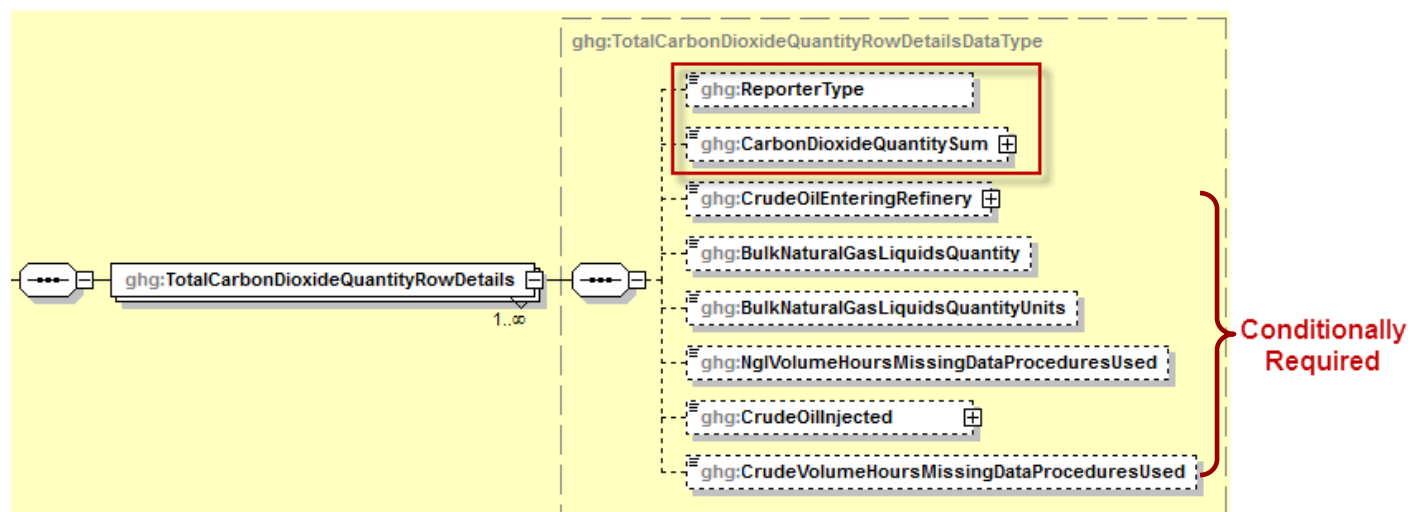 ghg:TotalCarbonDioxideQuantityRowDetailsDataType
ghg:ReporterType
ghg:CarbonDioxideQuantitySum
ghg:CrudeOilEnteringRefinery
ghg:BulkNaturalGasLiquidsQuantity
ghg:TotalCarbonDioxideQuantityRowDetails
1..∞
ghg:BulkNaturalGasLiquidsQuantityUnits
ghg:NglVolumeHoursMissingDataProceduresUsed
ghg:CrudeOilInjected
ghg:CrudeVolumeHoursMissingDataProceduresUsed
Conditionally
Required